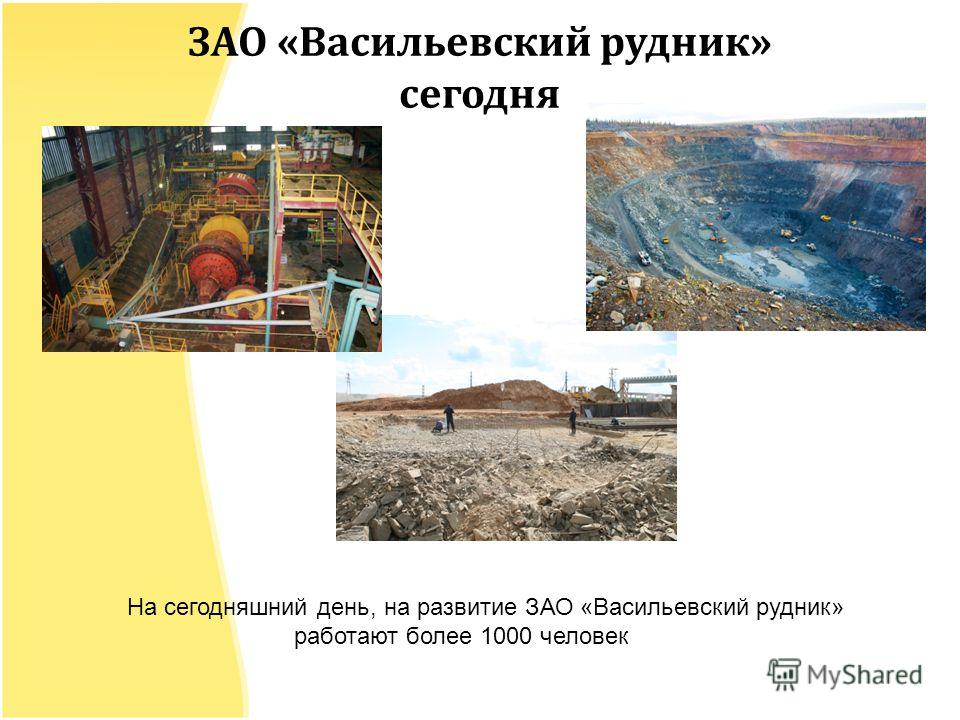 ЗАО «Васильевский рудник»
сегодня
На сегодняшний день, на развитие ЗАО «Васильевский рудник»
работают более 1000 человек
MyShared